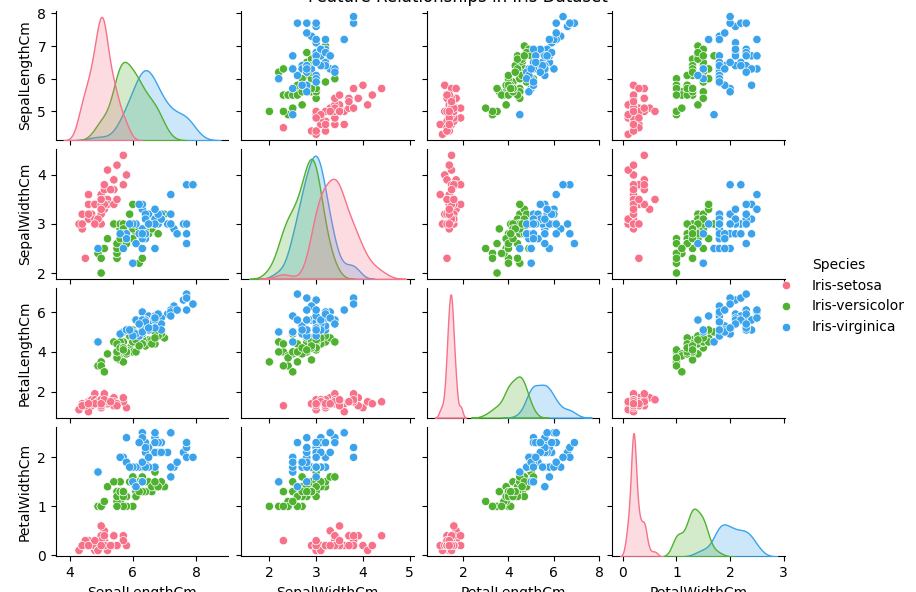 Feature Relationships in Iris Dataset
SepalLengthCm
8
7
6
5
SepalWidthCm
4
3
2
PetalLengthCm
6
4
2
PetalWidthCm
2
1
0
4 6 8
2 3 4 5
2 4 6 8
0 1 2 3
SepalLengthCm SepalWidthCm PetalLengthCm PetalWidthCm
Species
Iris-setosa
Iris-versicolor
Iris-virginica